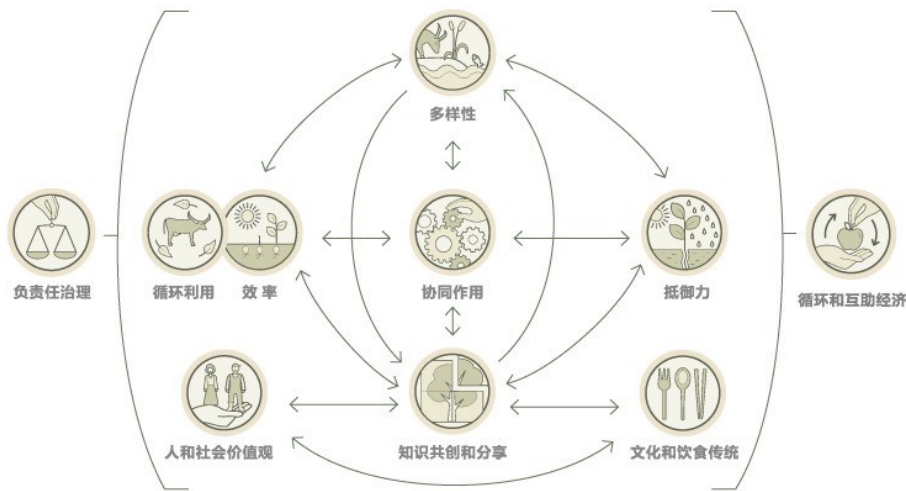 多样性
负责任治理
循环利用
效 率
协同作用
抵御力
循环和互助经济
人和社会价值观
知识共创和分享
文化和饮食传统